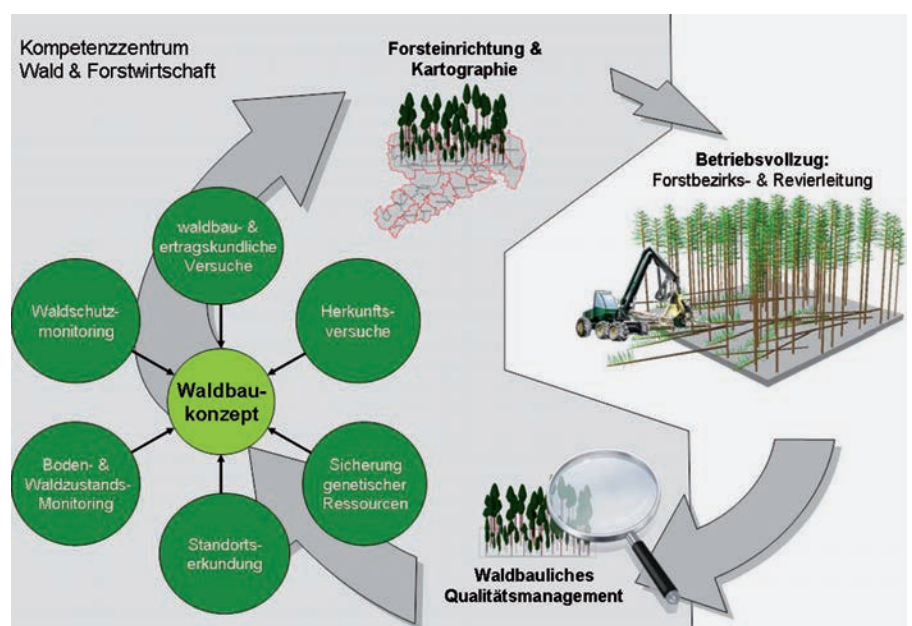 Kompetenzzentrum
Wald & Forstwirtschaft
Forsteinrichtung &
Kartographie
Betriebsvollzug:
Forstbezirks- & Revierleitung
waldbau- &
ertragskundliche
Versuche
Waldschutz-
monitoring
Herkunfts-
versuche
Waldbau-
konzept
Boden- &
Waldzustands-
Monitoring
Sicherung
genetischer
Ressourcen
Standorts-
erkundung
Waldbauliches
Qualitätsmanagement